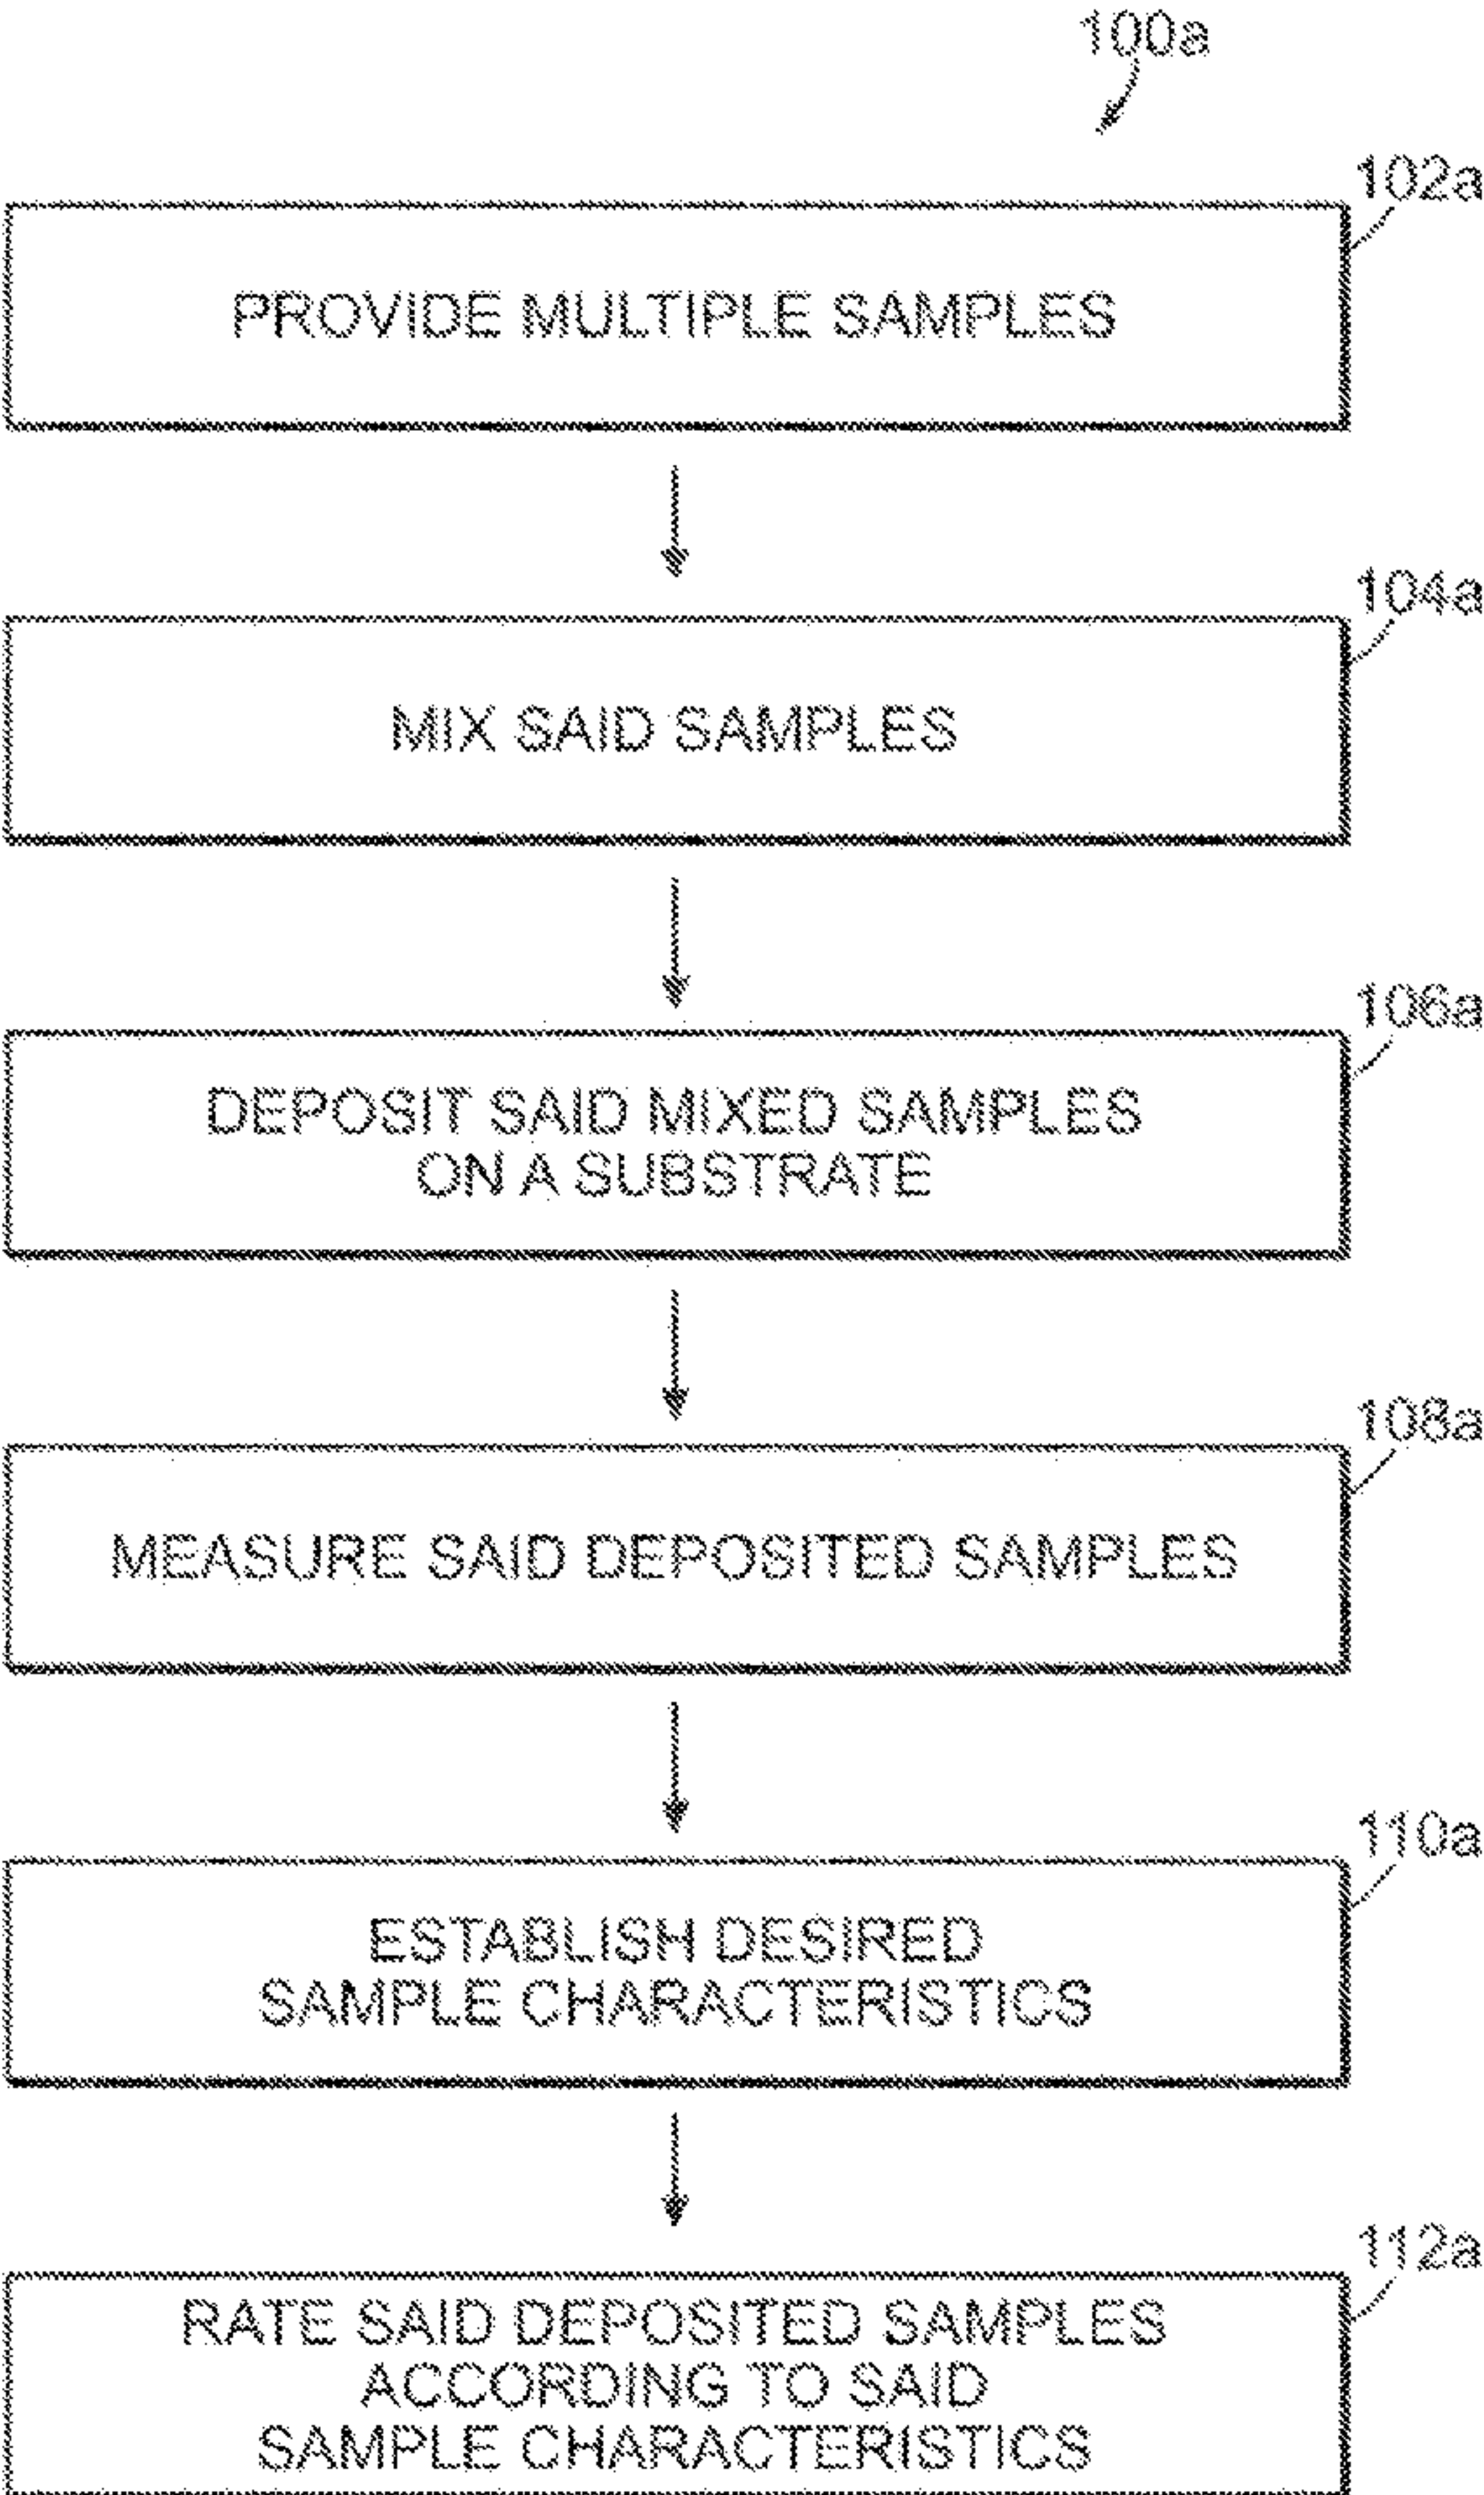 100a
102a
PROVIDE MULTIPLE SAMPLES
104a
MIX SAID SAMPLES
106a
DEPOSIT SAID MIXED SAMPLES
ON A SUBSTRATE
108a
MEASURE SAID DEPOSITED SAMPLES
110a
ESTABLISH DESIRED
SAMPLE CHARACTERISTICS
112a
RATE SAID DEPOSITED SAMPLES
ACCORDING TO SAID
SAMPLE CHARACTERISTICS